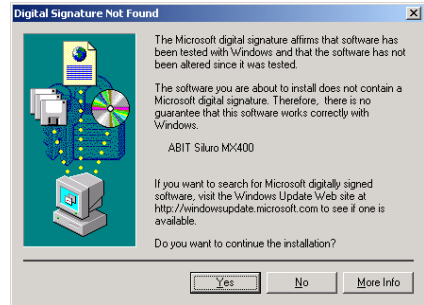 Digital Signature Not Found
The Microsoft digital signature affirms that software has
been tested with Windows and that the software has not
been altered since it was tested.
The software you are about to install does not contain a
Microsoft digital signature. Therefore, there is no
guarantee that this software works correctly with
Windows.
ABIT Siluro MX400
If you want to search for Microsoft digitally signed
software, visit the Windows Update Web site at
http://windowsupdate.microsoft.com to see if one is
available.
Do you want to continue the installation?
Yes No More Info